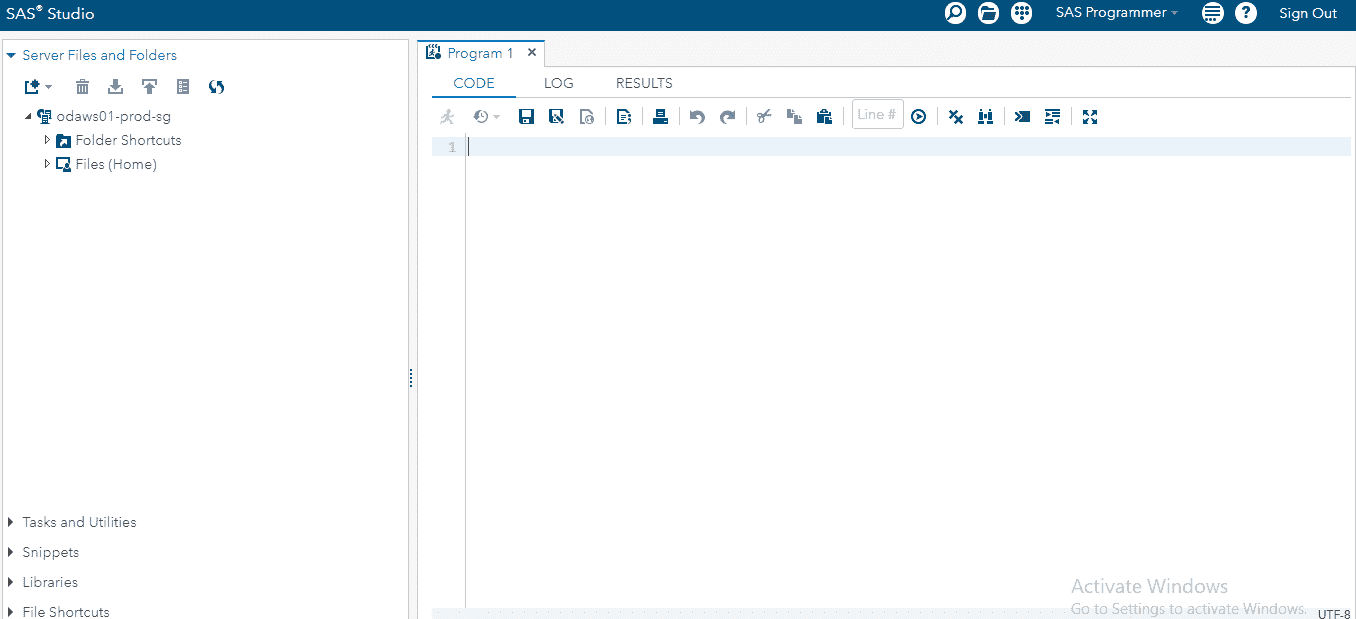 SAS® Studio
SAS Programmer
Sign Out
Server Files and Folders
odaws01-prod-sg
Folder Shortcuts
Files (Home)
Tasks and Utilities
Snippets
Libraries
File Shortcuts
Program 1
CODE LOG RESULTS
Line #
1
Activate Windows
Go to Settings to activate Windows.
UTF-8